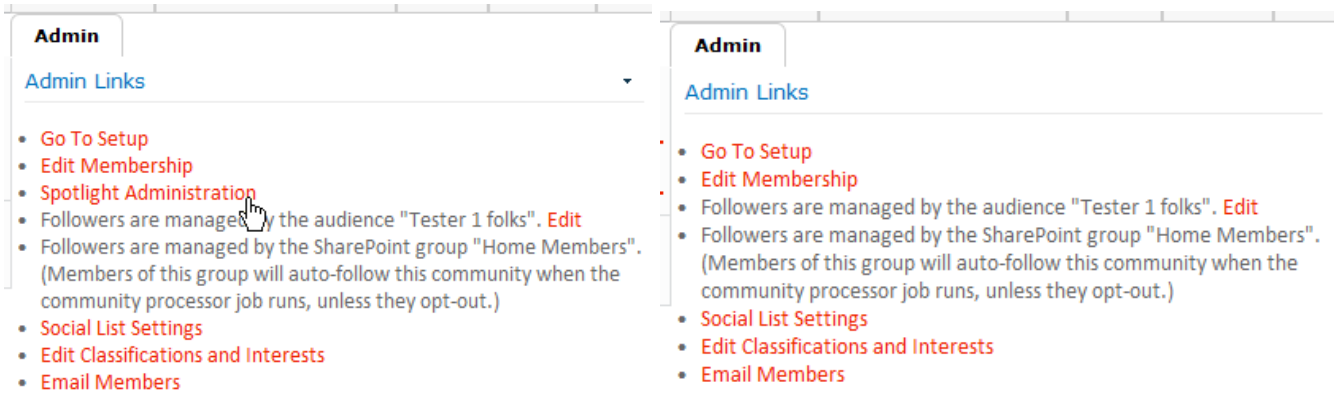 Admin
Admin Links
Go To Setup
Edit Membership
Spotlight Administration
Followers are managed by the audience "Tester 1 folks". Edit
Followers are managed by the SharePoint group "Home Members".
(Members of this group will auto-follow this community when the
community processor job runs, unless they opt-out.)
Social List Settings
Edit Classifications and Interests
Email Members
Admin
Admin Links
Go To Setup
Edit Membership
Followers are managed by the audience "Tester 1 folks". Edit
Followers are managed by the SharePoint group "Home Members".
(Members of this group will auto-follow this community when the
community processor job runs, unless they opt-out.)
Social List Settings
Edit Classifications and Interests
Email Members